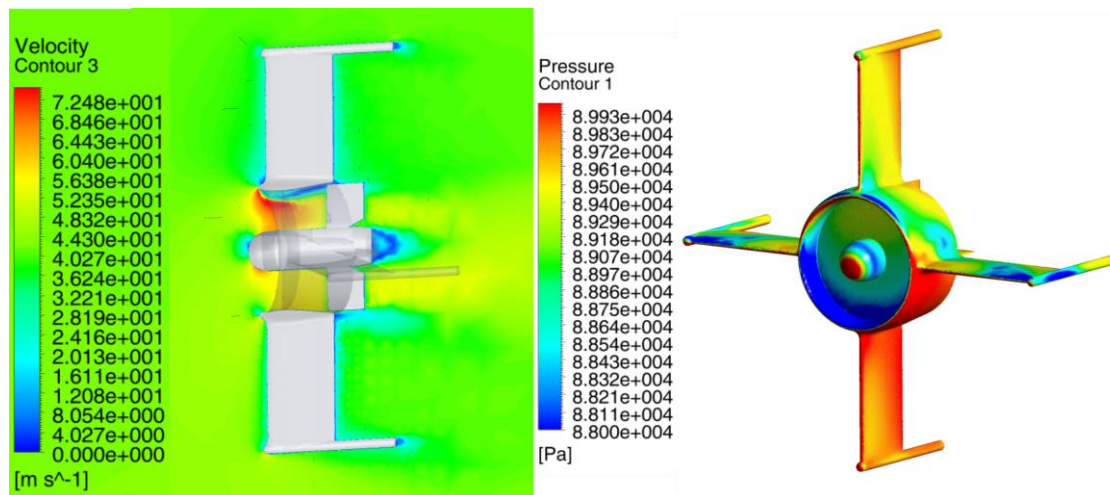 Velocity
Contour 3
7.248e+001
6.846e+001
6.443e+001
6.040e+001
5.638e+001
5.235e+001
4.832e+001
4.430e+001
4.027e+001
3.624e+001
3.221e+001
2.819e+001
2.416e+001
2.013e+001
1.611e+001
1.208e+001
8.054e+000
4.027e+000
0.000e+000
[m s^-1]
Pressure
Contour 1
8.993e+004
8.983e+004
8.972e+004
8.961e+004
8.950e+004
8.940e+004
8.929e+004
8.918e+004
8.907e+004
8.897e+004
8.886e+004
8.875e+004
8.864e+004
8.854e+004
8.843e+004
8.832e+004
8.822e+004
8.811e+004
8.800e+004
[Pa]